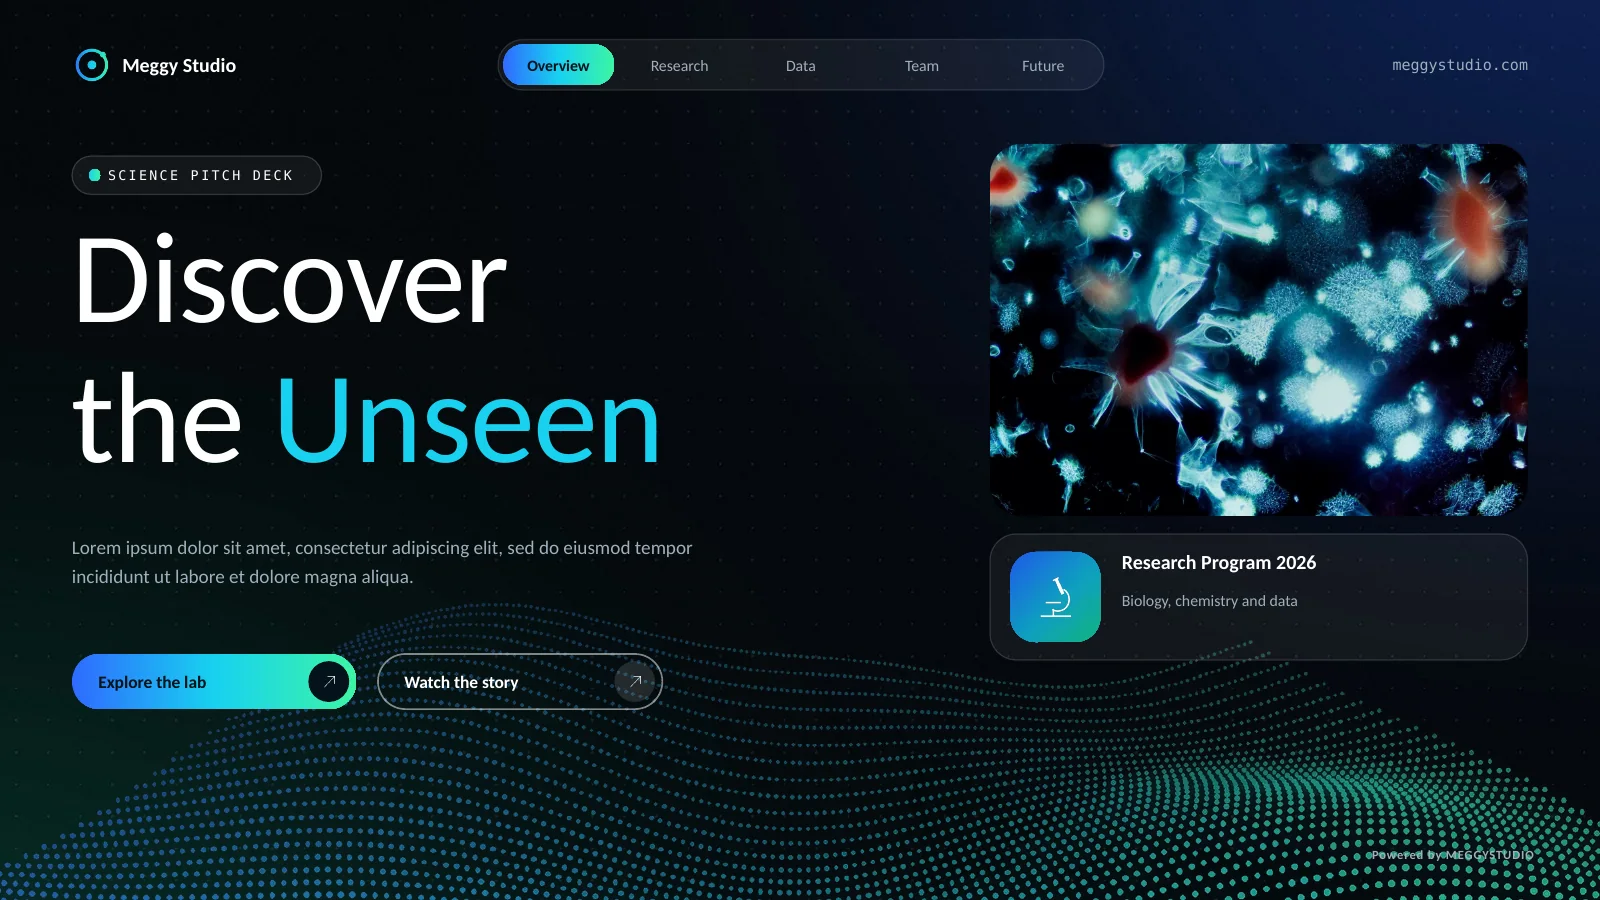 Meggy Studio
Overview
Research
Data
Team
Future
meggystudio.com
SCIENCE PITCH DECK
Discover
the Unseen
Lorem ipsum dolor sit amet, consectetur adipiscing elit, sed do eiusmod tempor
incididunt ut labore et dolore magna aliqua.
Explore the lab
Watch the story
Research Program 2026
Biology, chemistry and data
Powered by MEGGYSTUDIO